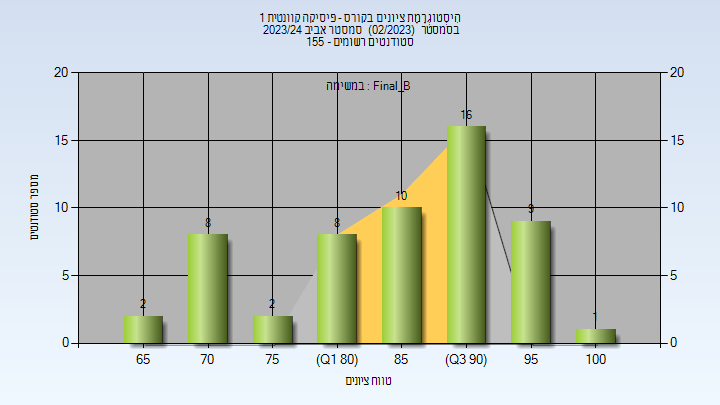 היסטוגרמת ציונים בקורס - פיסיקה קוונטית 1
בסמסטר (02/2023) סמסטר אביב 2023/24
סטודנטים רשומים - 155
במשימה : Final_B
20 20
15 15
10 10
5 5
0 0
מספר סטודנטים
2 8 2 8 10 16 9 1
65 70 75 (Q1 80) 85 (Q3 90) 95 100
טווח ציונים